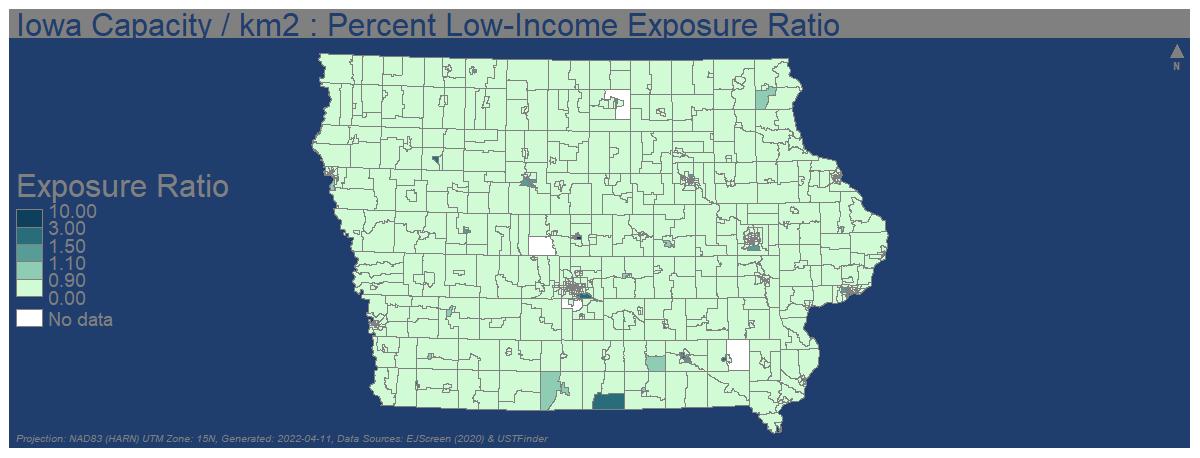 Iowa Capacity / km2 : Percent Low-Income Exposure Ratio
N
Exposure Ratio
10.00
3.00
1.50
1.10
0.90
0.00
No data
Projection: NAD83 (HARN) UTM Zone: 15N, Generated: 2022-04-11, Data Sources: EJScreen (2020) & USTFinder